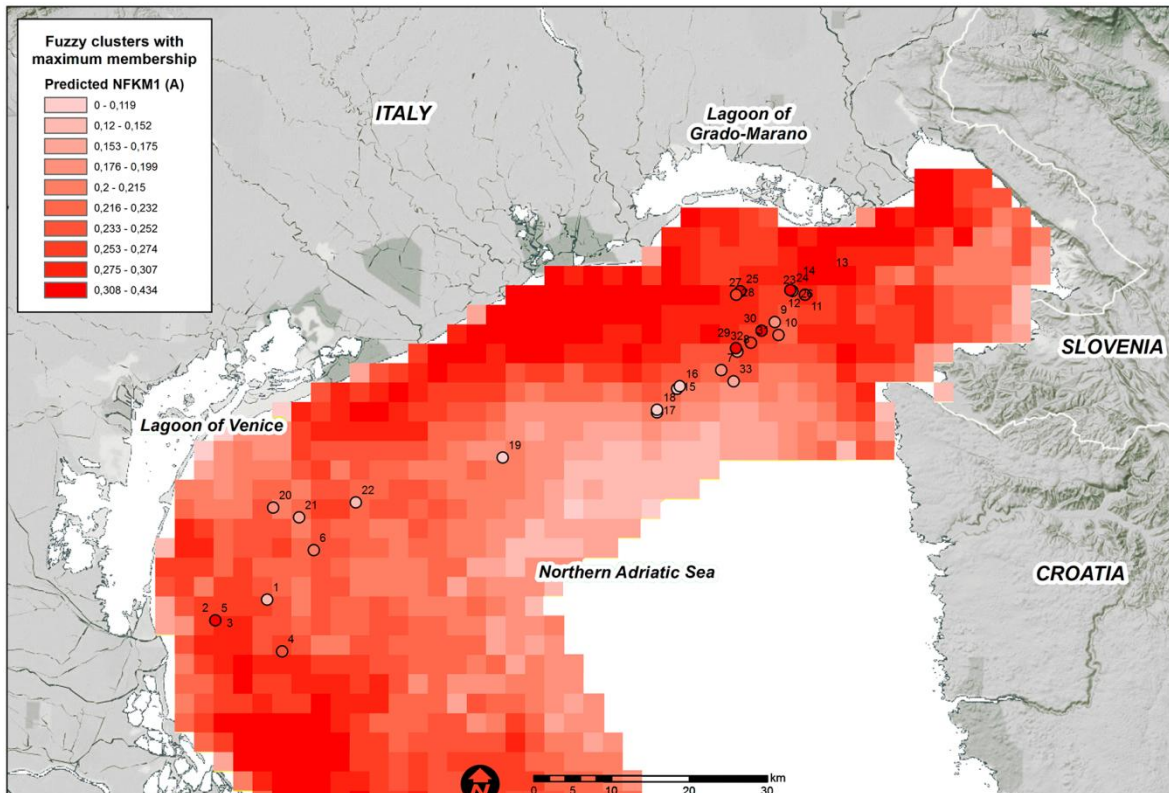 Fuzzy clusters with
maximum membership
Predicted NFKM1 (A)
0 - 0,119
0,12 - 0,152
0,153 - 0,175
0,176 - 0,199
0,2 - 0,215
0,216 - 0,232
0,233 - 0,252
0,253 - 0,274
0,275 - 0,307
0,308 - 0,434
ITALY
Lagoon of
Grado-Marano
13
14
27 25 23 24
28 26
12 11
9
30 10
29 32 8
7
33
16
15
18
17
SLOVENIA
Lagoon of Venice
19
22
20
21
6
Northern Adriatic Sea
CROATIA
1
2 5
3
4
km
0 5 10 20 30